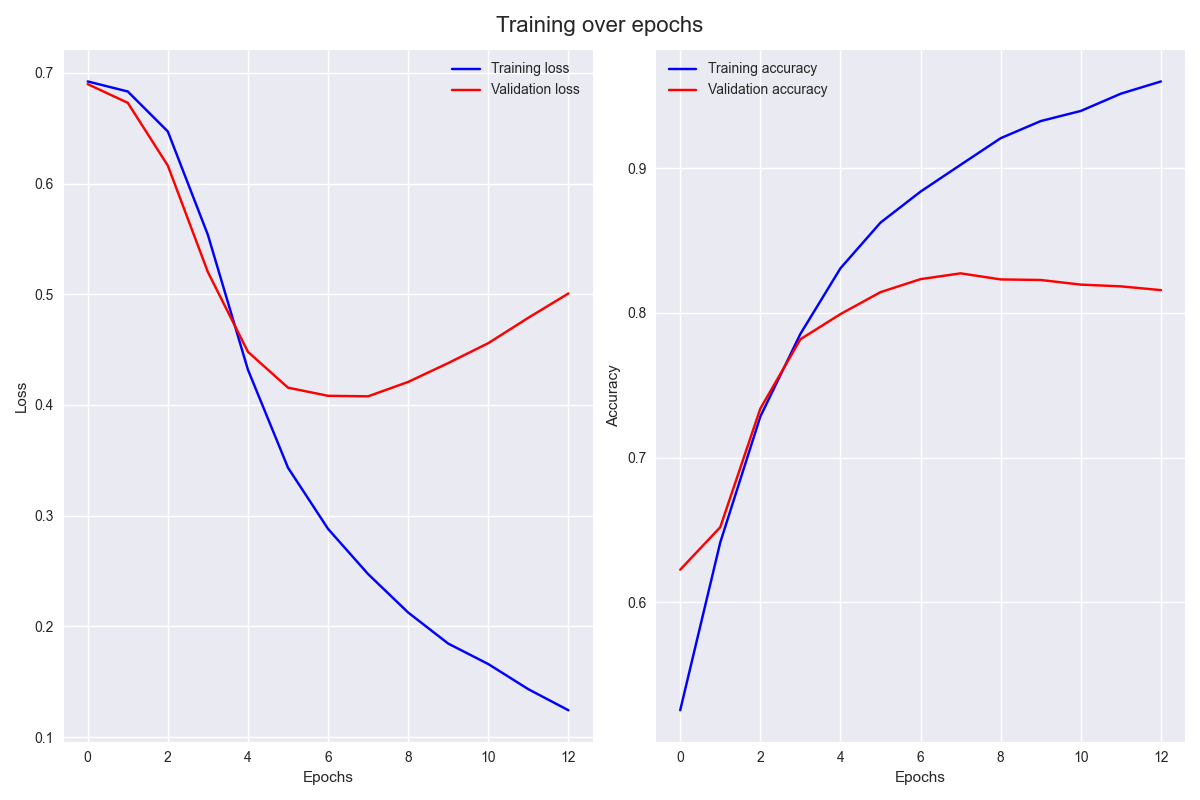 Training over epochs
Training loss
Validation loss
0.7
0.6
0.5
0.4
0.3
0.2
0.1
Loss
0 2 4 6 8 10 12
Epochs
Training accuracy
Validation accuracy
0.9
0.8
0.7
0.6
Accuracy
0 2 4 6 8 10 12
Epochs